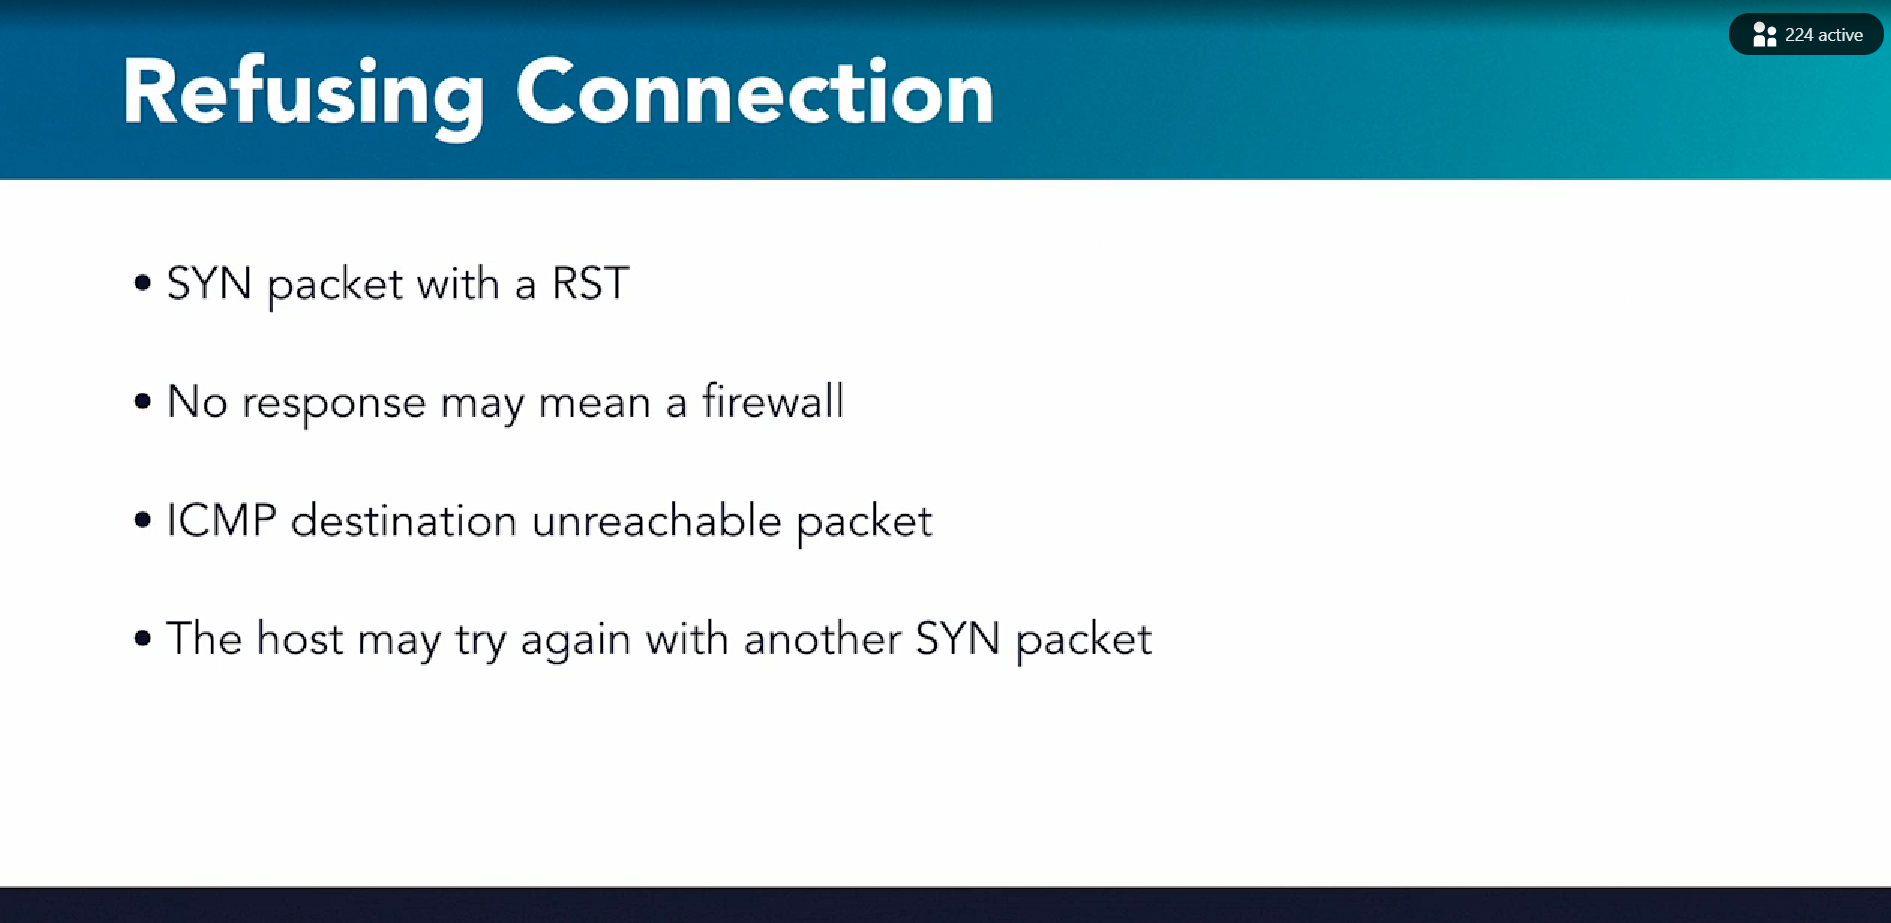 224 active
Refusing Connection
• SYN packet with a RST
• No response may mean a firewall
• ICMP destination unreachable packet
• The host may try again with another SYN packet